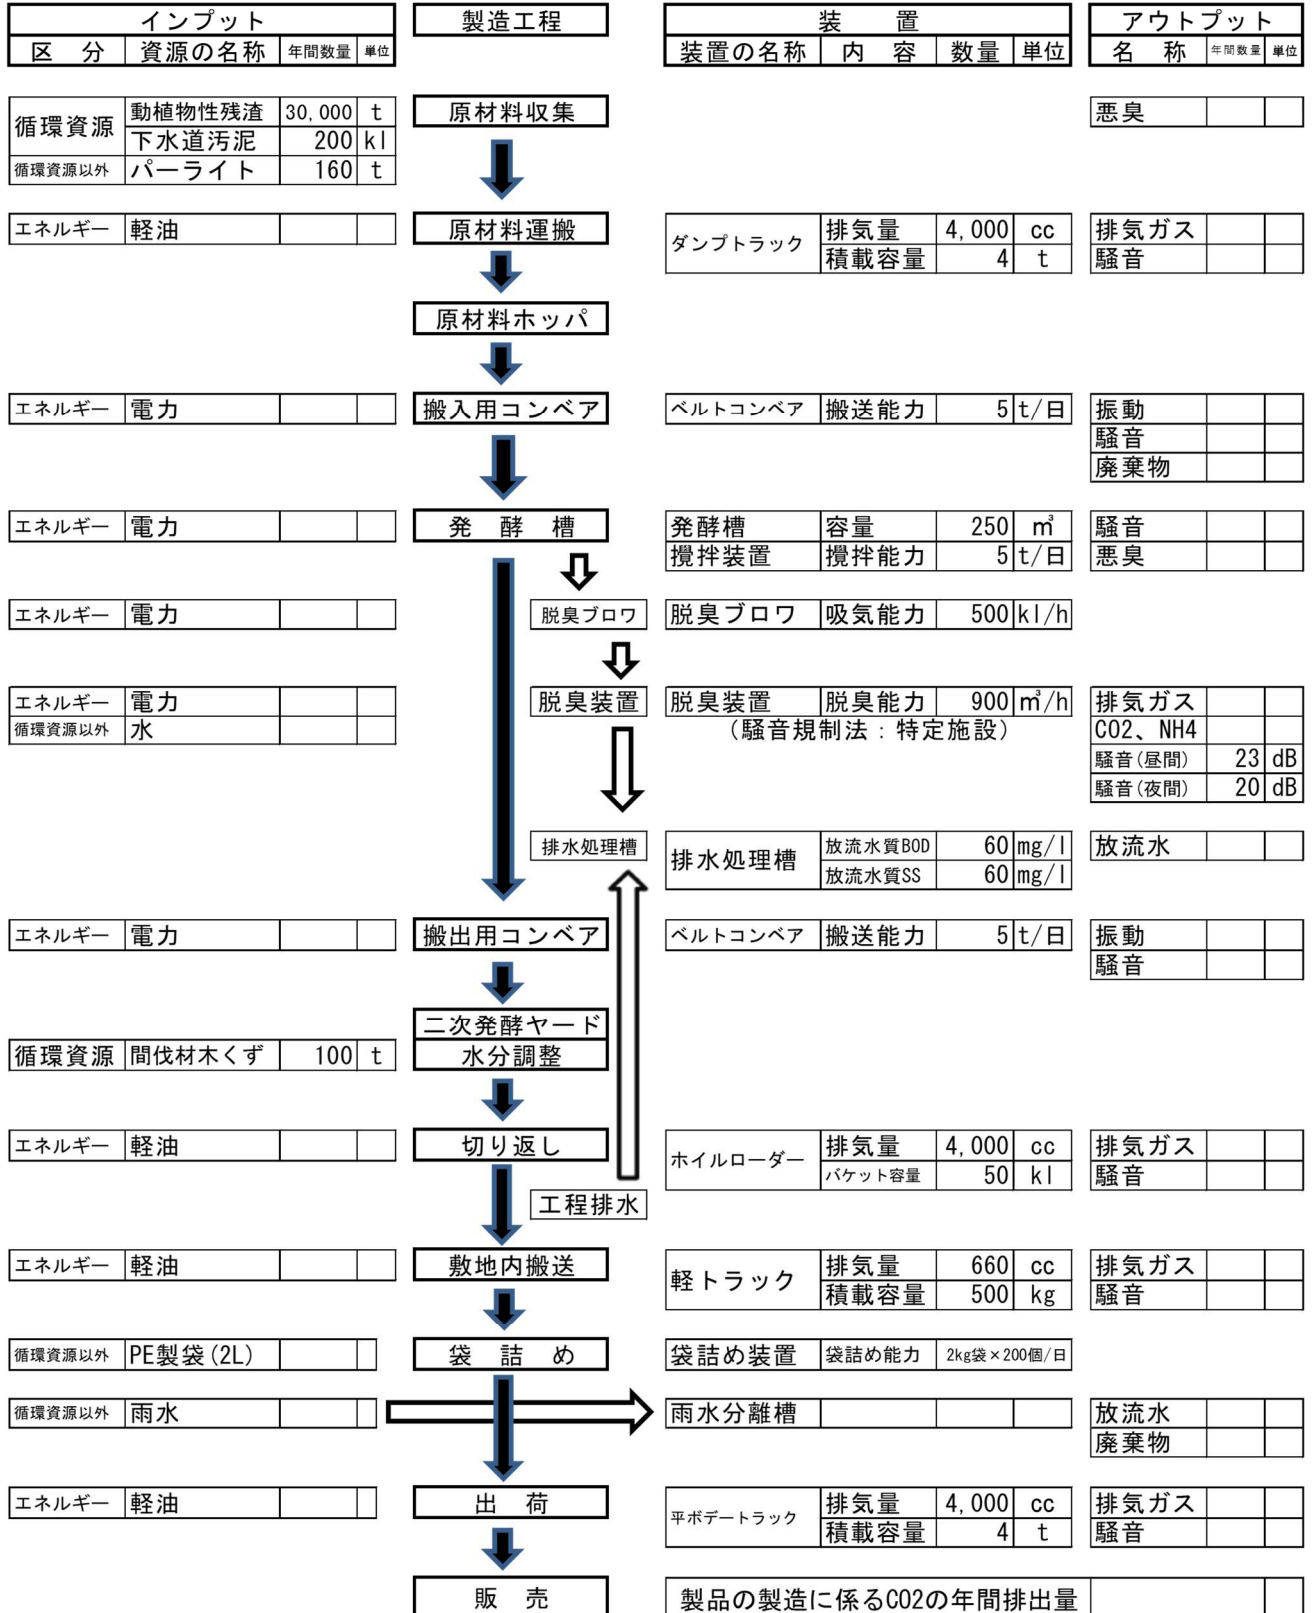 インプット 製造工程 装 置 アウトプット
区 分 資源の名称 年間数量 単位 装置の名称 内 容 数量 単位 名 称 年間数量 単位
循環資源 動植物性残渣 30,000 t 原材料収集 悪臭
下水道汚泥 200 kl
循環資源以外 パーライト 160 t
エネルギー 軽油 原材料運搬 ダンプトラック 排気量 4,000 cc 排気ガス
積載容量 4 t 騒音
原材料ホッパ
エネルギー 電力 搬入用コンベア ベルトコンベア 搬送能力 5 t/日 振動
騒音
廃棄物
エネルギー 電力 発 酵 槽 発酵槽 容量 250 ㎥ 騒音
攪拌装置 攪拌能力 5 t/日 悪臭
エネルギー 電力 脱臭ブロワ 脱臭ブロワ 吸気能力 500 kl/h
エネルギー 電力 脱臭装置 脱臭装置 脱臭能力 900 ㎥/h 排気ガス
循環資源以外 水 (騒音規制法:特定施設) CO2、NH4
騒音(昼間) 23 dB
騒音(夜間) 20 dB
排水処理槽 排水処理槽 放流水質BOD 60 mg/l 放流水
放流水質SS 60 mg/l
エネルギー 電力 搬出用コンベア ベルトコンベア 搬送能力 5 t/日 振動
騒音
二次発酵ヤード
循環資源 間伐材木くず 100 t 水分調整
エネルギー 軽油 切り返し ホイルローダー 排気量 4,000 cc 排気ガス
バケット容量 50 kl 騒音
工程排水
エネルギー 軽油 敷地内搬送 軽トラック 排気量 660 cc 排気ガス
積載容量 500 kg 騒音
循環資源以外 PE製袋(2L) 袋 詰 め 袋詰め装置 袋詰め能力 2kg袋×200個/日
循環資源以外 雨水 雨水分離槽 放流水
廃棄物
エネルギー 軽油 出 荷 平ボデートラック 排気量 4,000 cc 排気ガス
積載容量 4 t 騒音
販 売 製品の製造に係るCO2の年間排出量